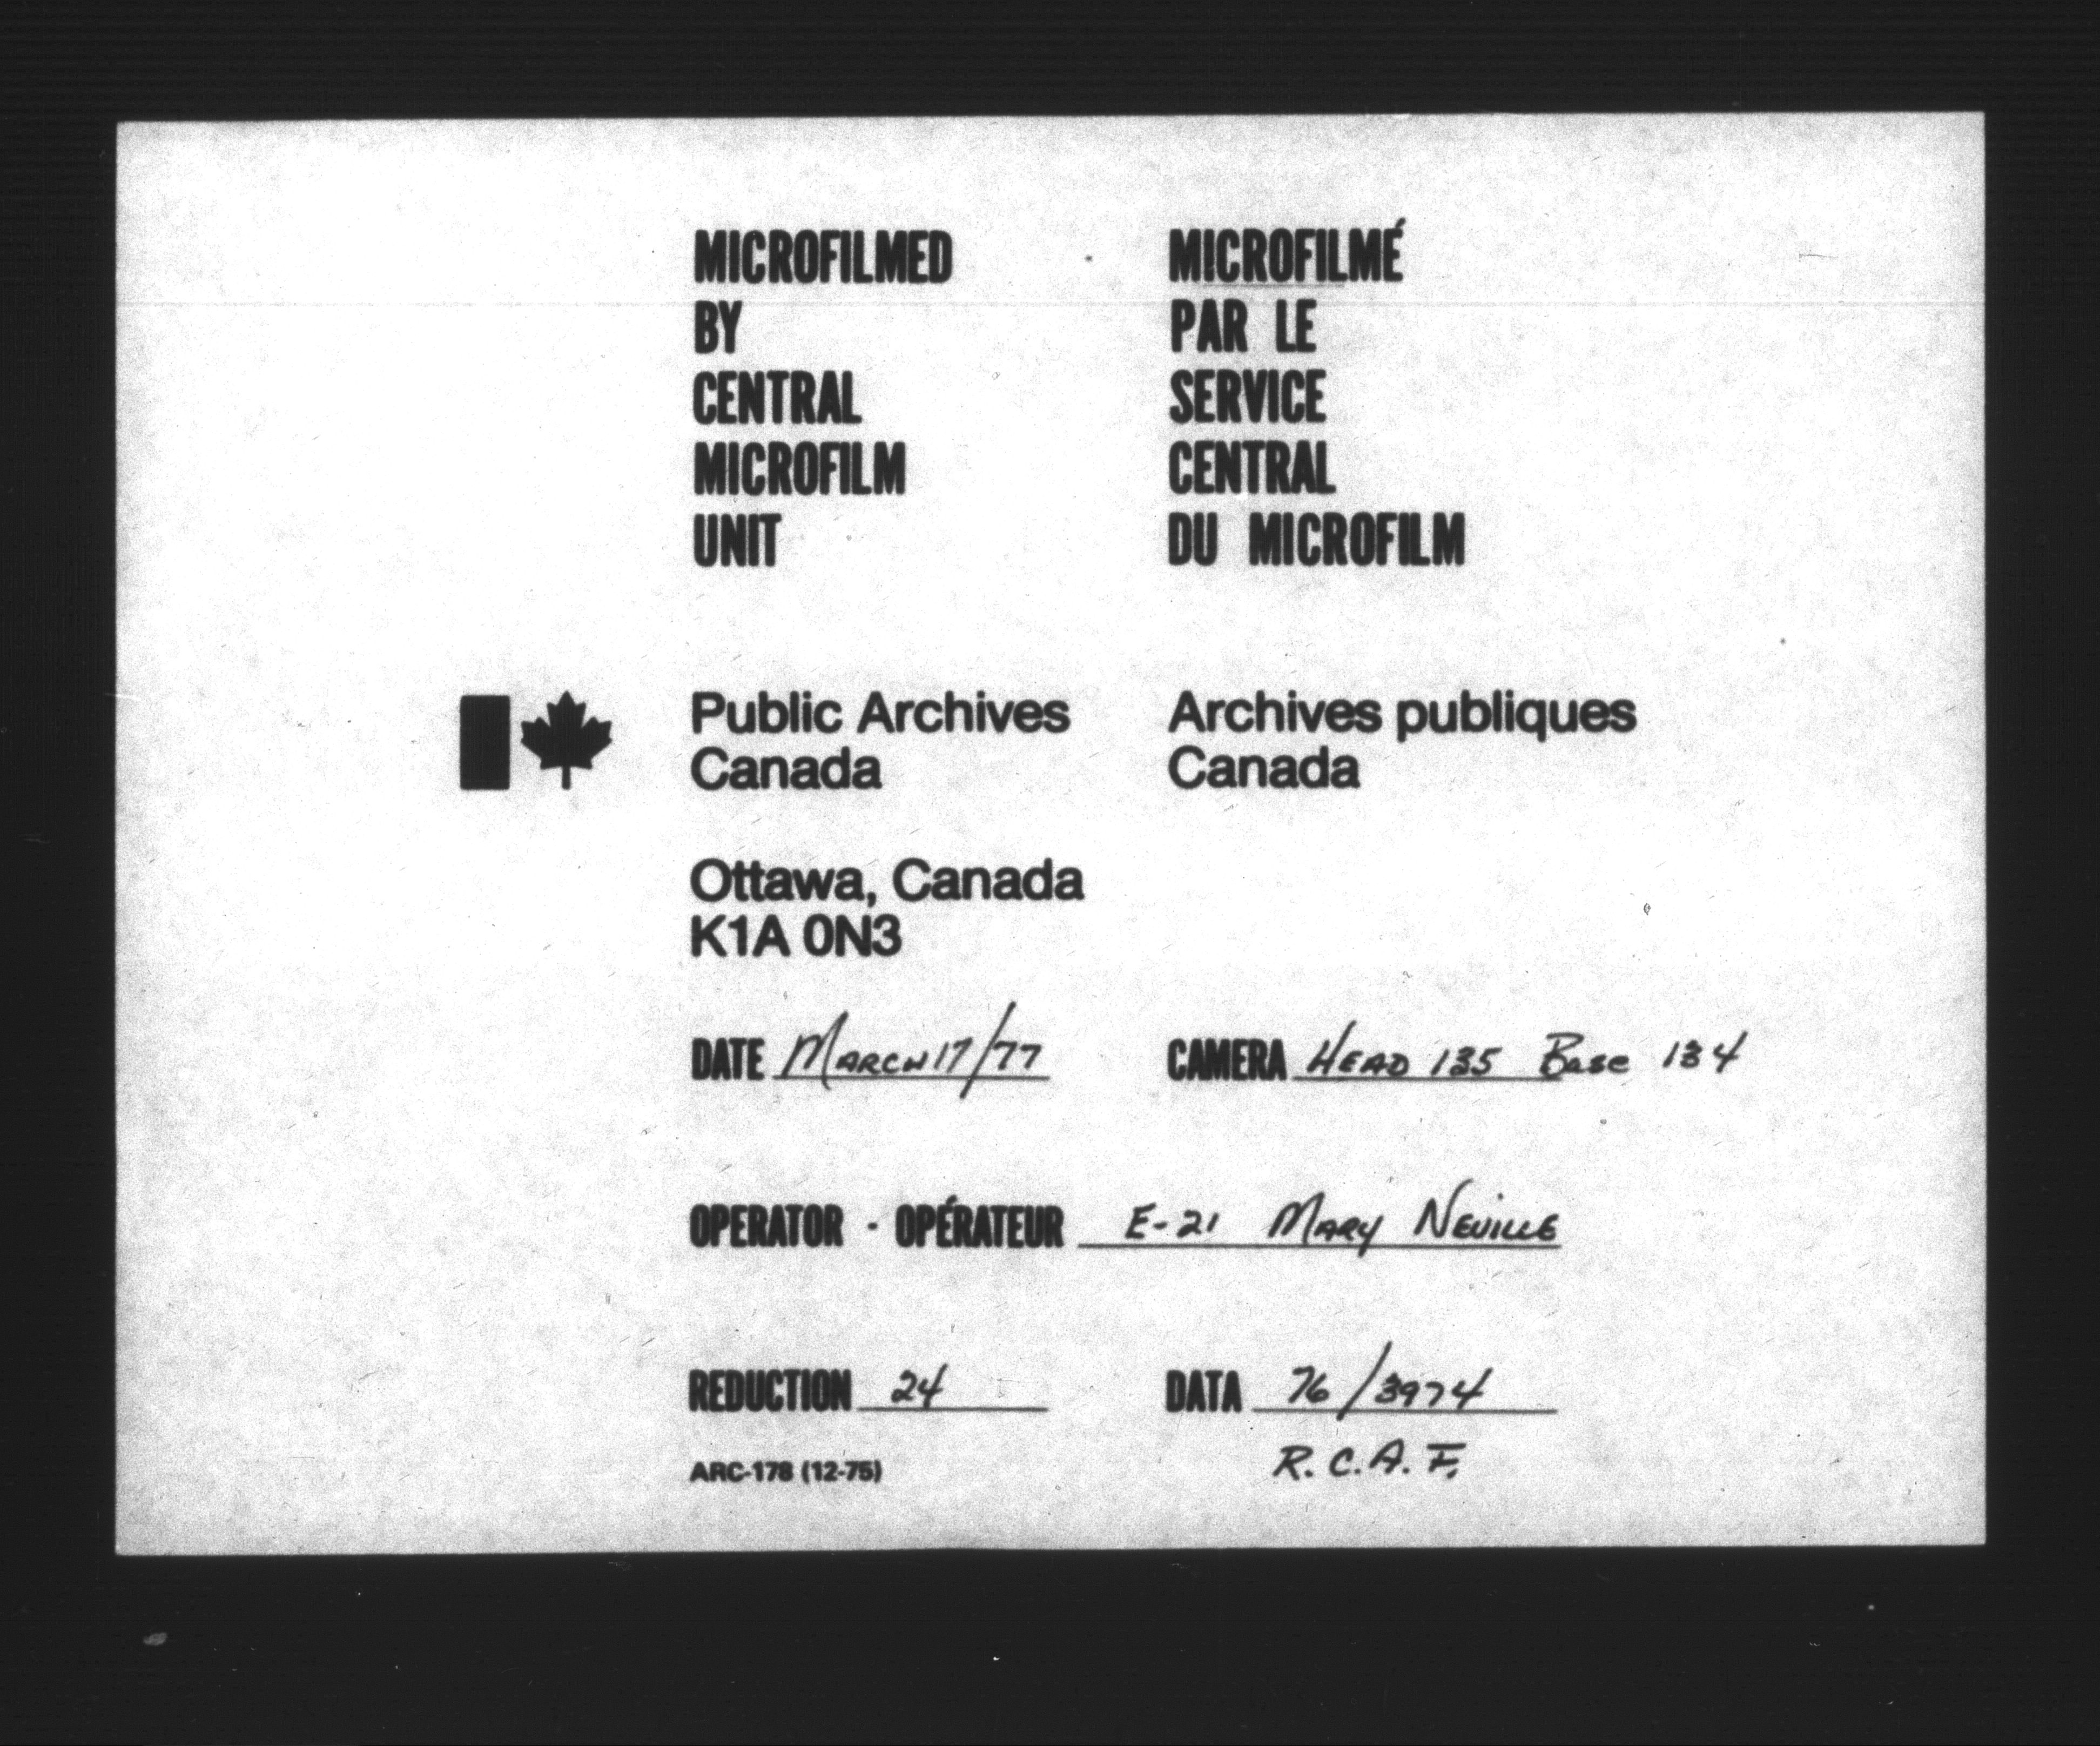 MICROFILMED
BY
CENTRAL
MICROFILM
UNIT
MICROFILMÉ
PAR LE
SERVICE
CENTRAL
DU MICROFILM
Public Archives
Canada
Archives publiques
Canada
Ottawa, Canada
K1A 0N3
DATE MARCH 17/77
CAMERA HEAD 135 Base 134
OPERATOR - OPÉRATEUR E-21 MARY NEVILLE
REDUCTION 24
DATA 76/3974
R.C.A.F.
ARC-178 (12-75)